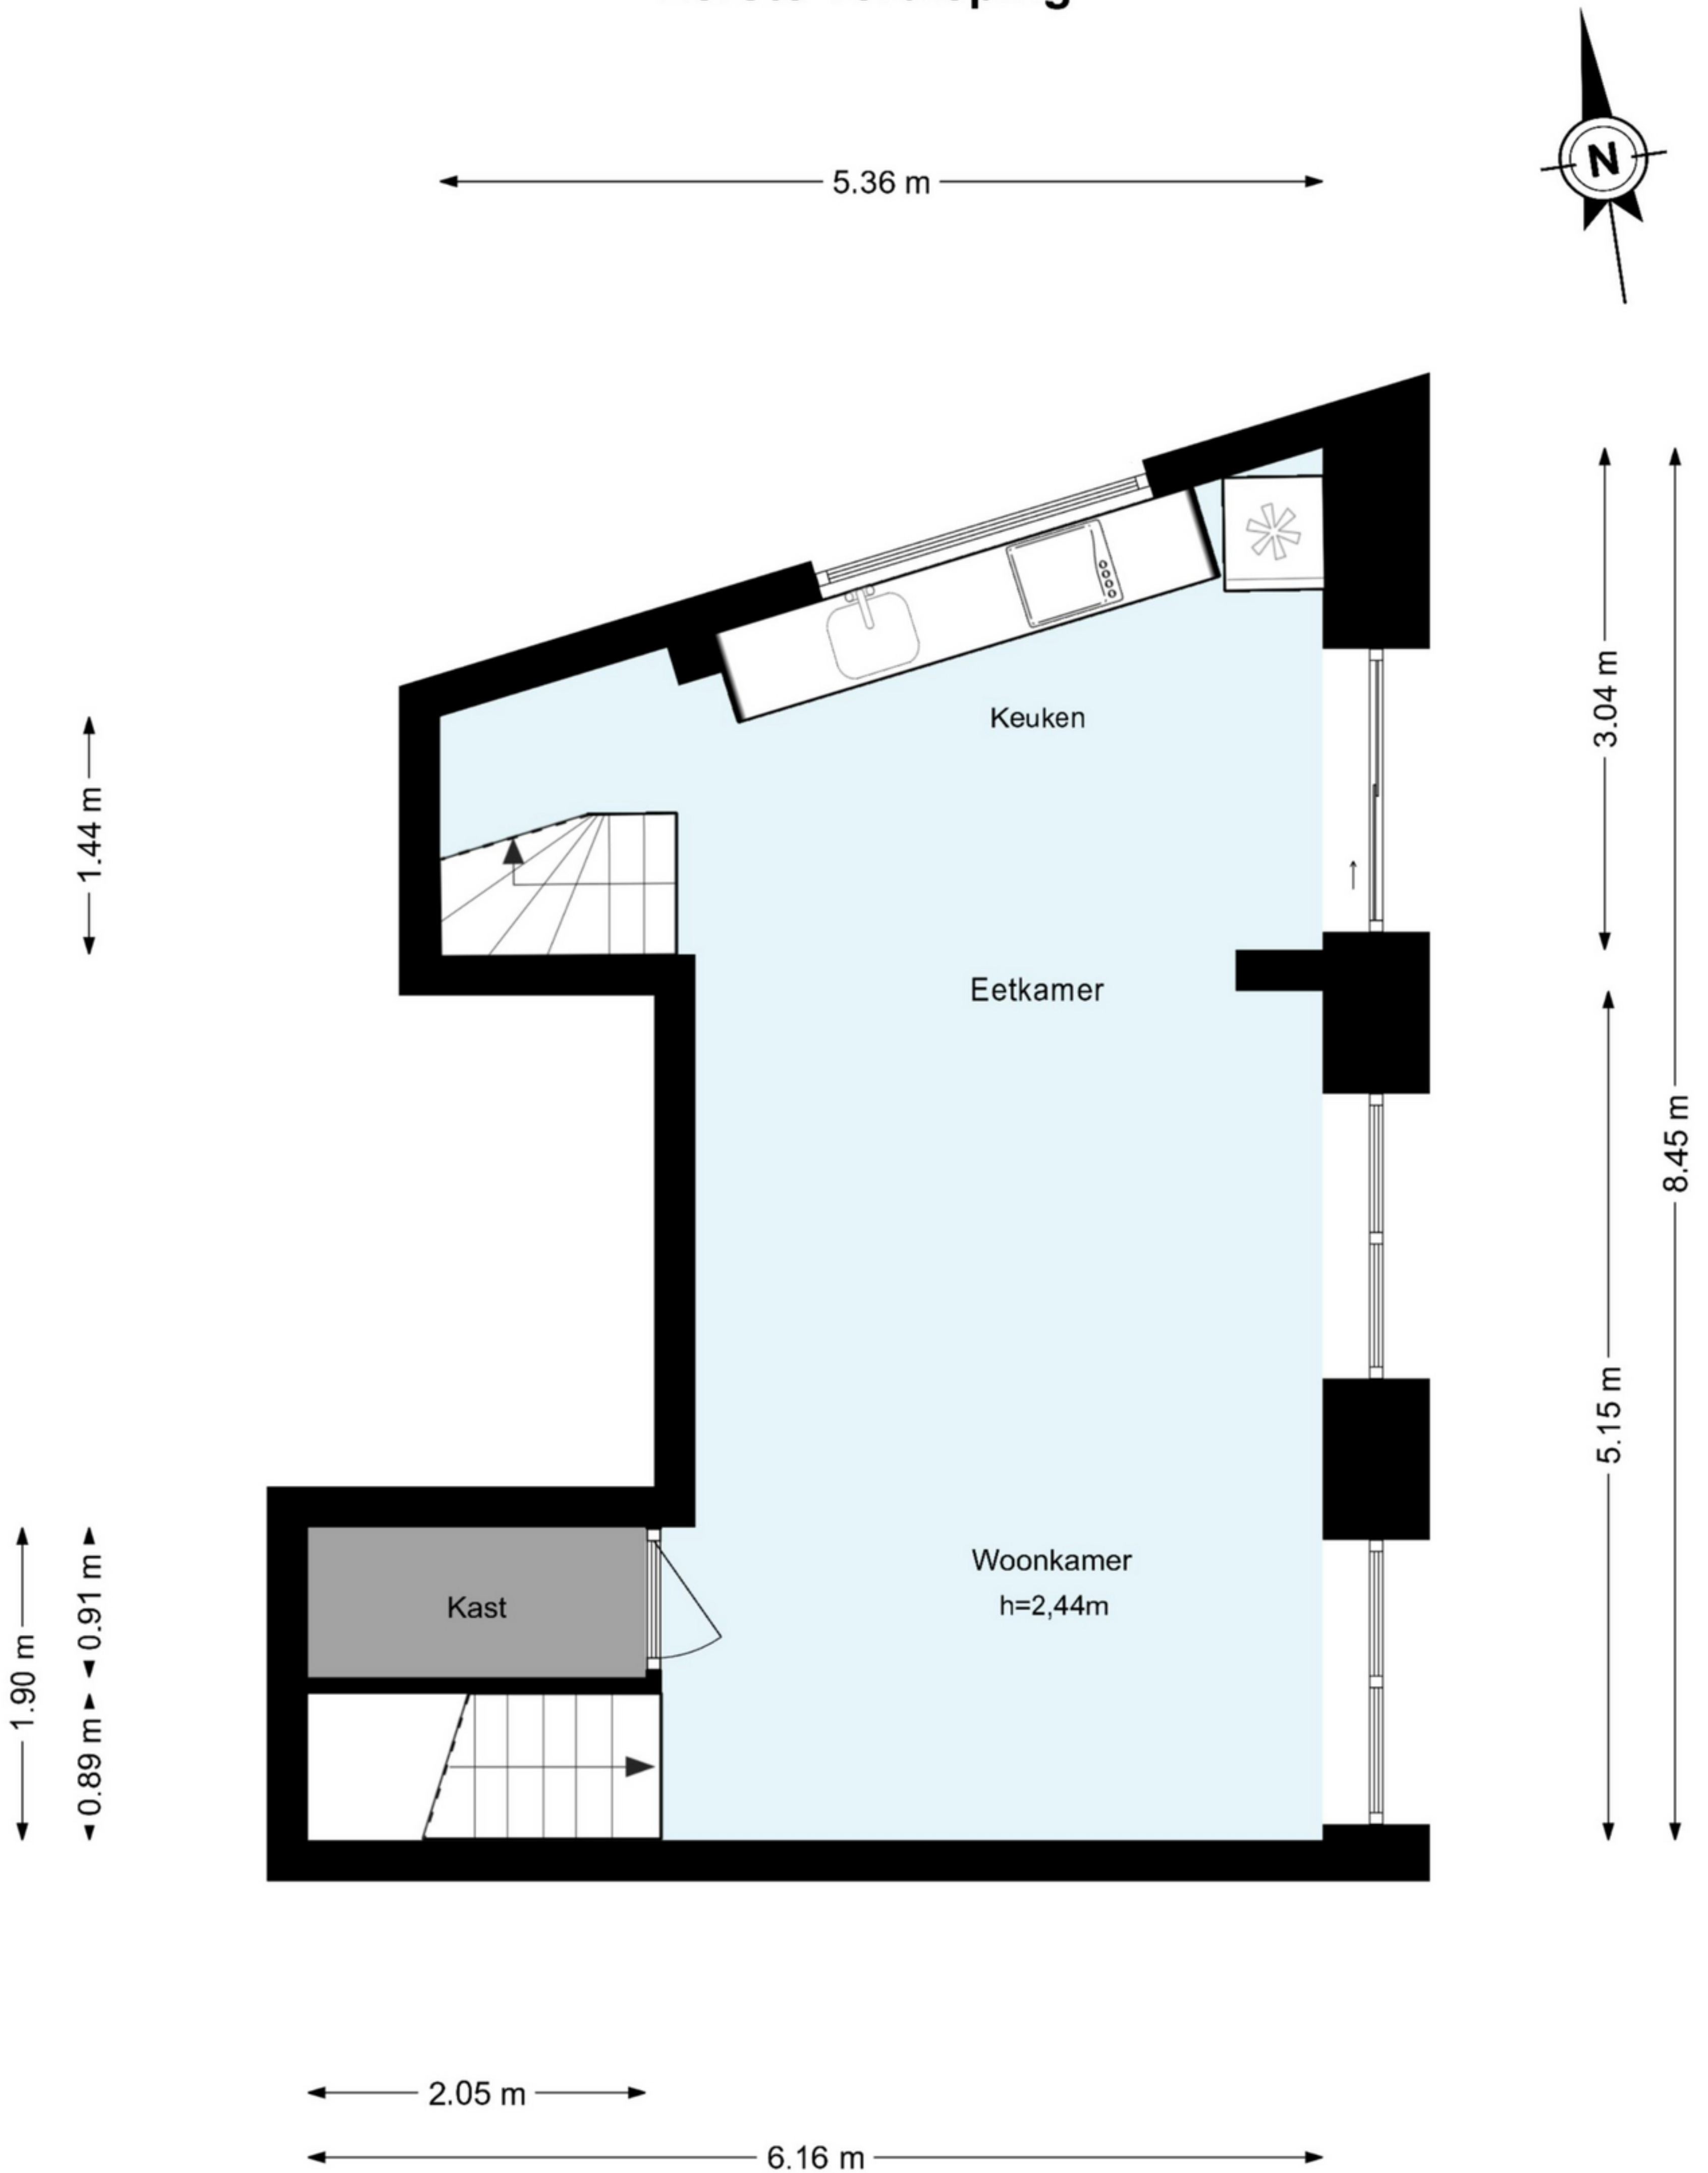 N
5.36 m
Keuken
3.04 m
1.44 m
Eetkamer
8.45 m
5.15 m
Woonkamer
h=2,44m
Kast
0.91 m
1.90 m
0.89 m
2.05 m
6.16 m